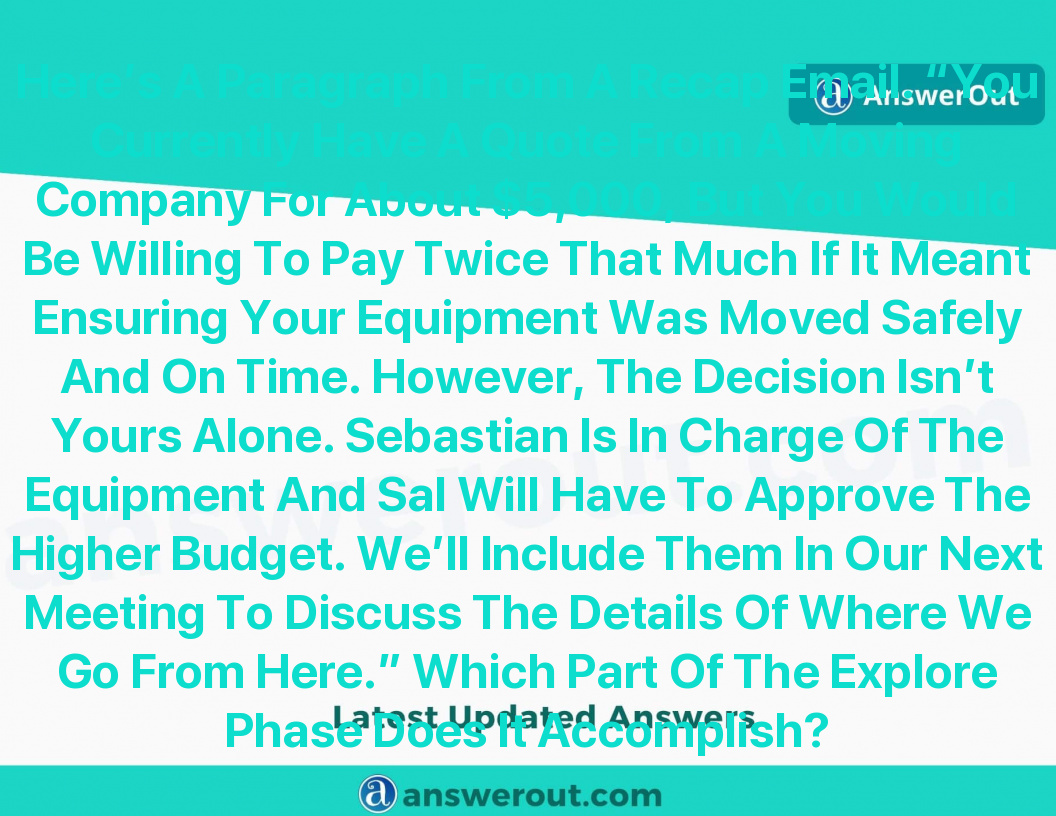 Here's A Paragraph From A Recap Email, “You
AnswerOut
Currently Have A Quote From A Moving
Company For About $5,000, But You Would
Be Willing To Pay Twice That Much If It Meant
Ensuring Your Equipment Was Moved Safely
And On Time. However, The Decision Isn’t
Yours Alone. Sebastian Is In Charge Of The
Equipment And Sal Will Have To Approve The
Higher Budget. We’ll Include Them In Our Next
Meeting To Discuss The Details Of Where We
Go From Here.” Which Part Of The Explore
Phase Does It Accomplish?
Latest Updated Answers
answerout.com
answerout.com